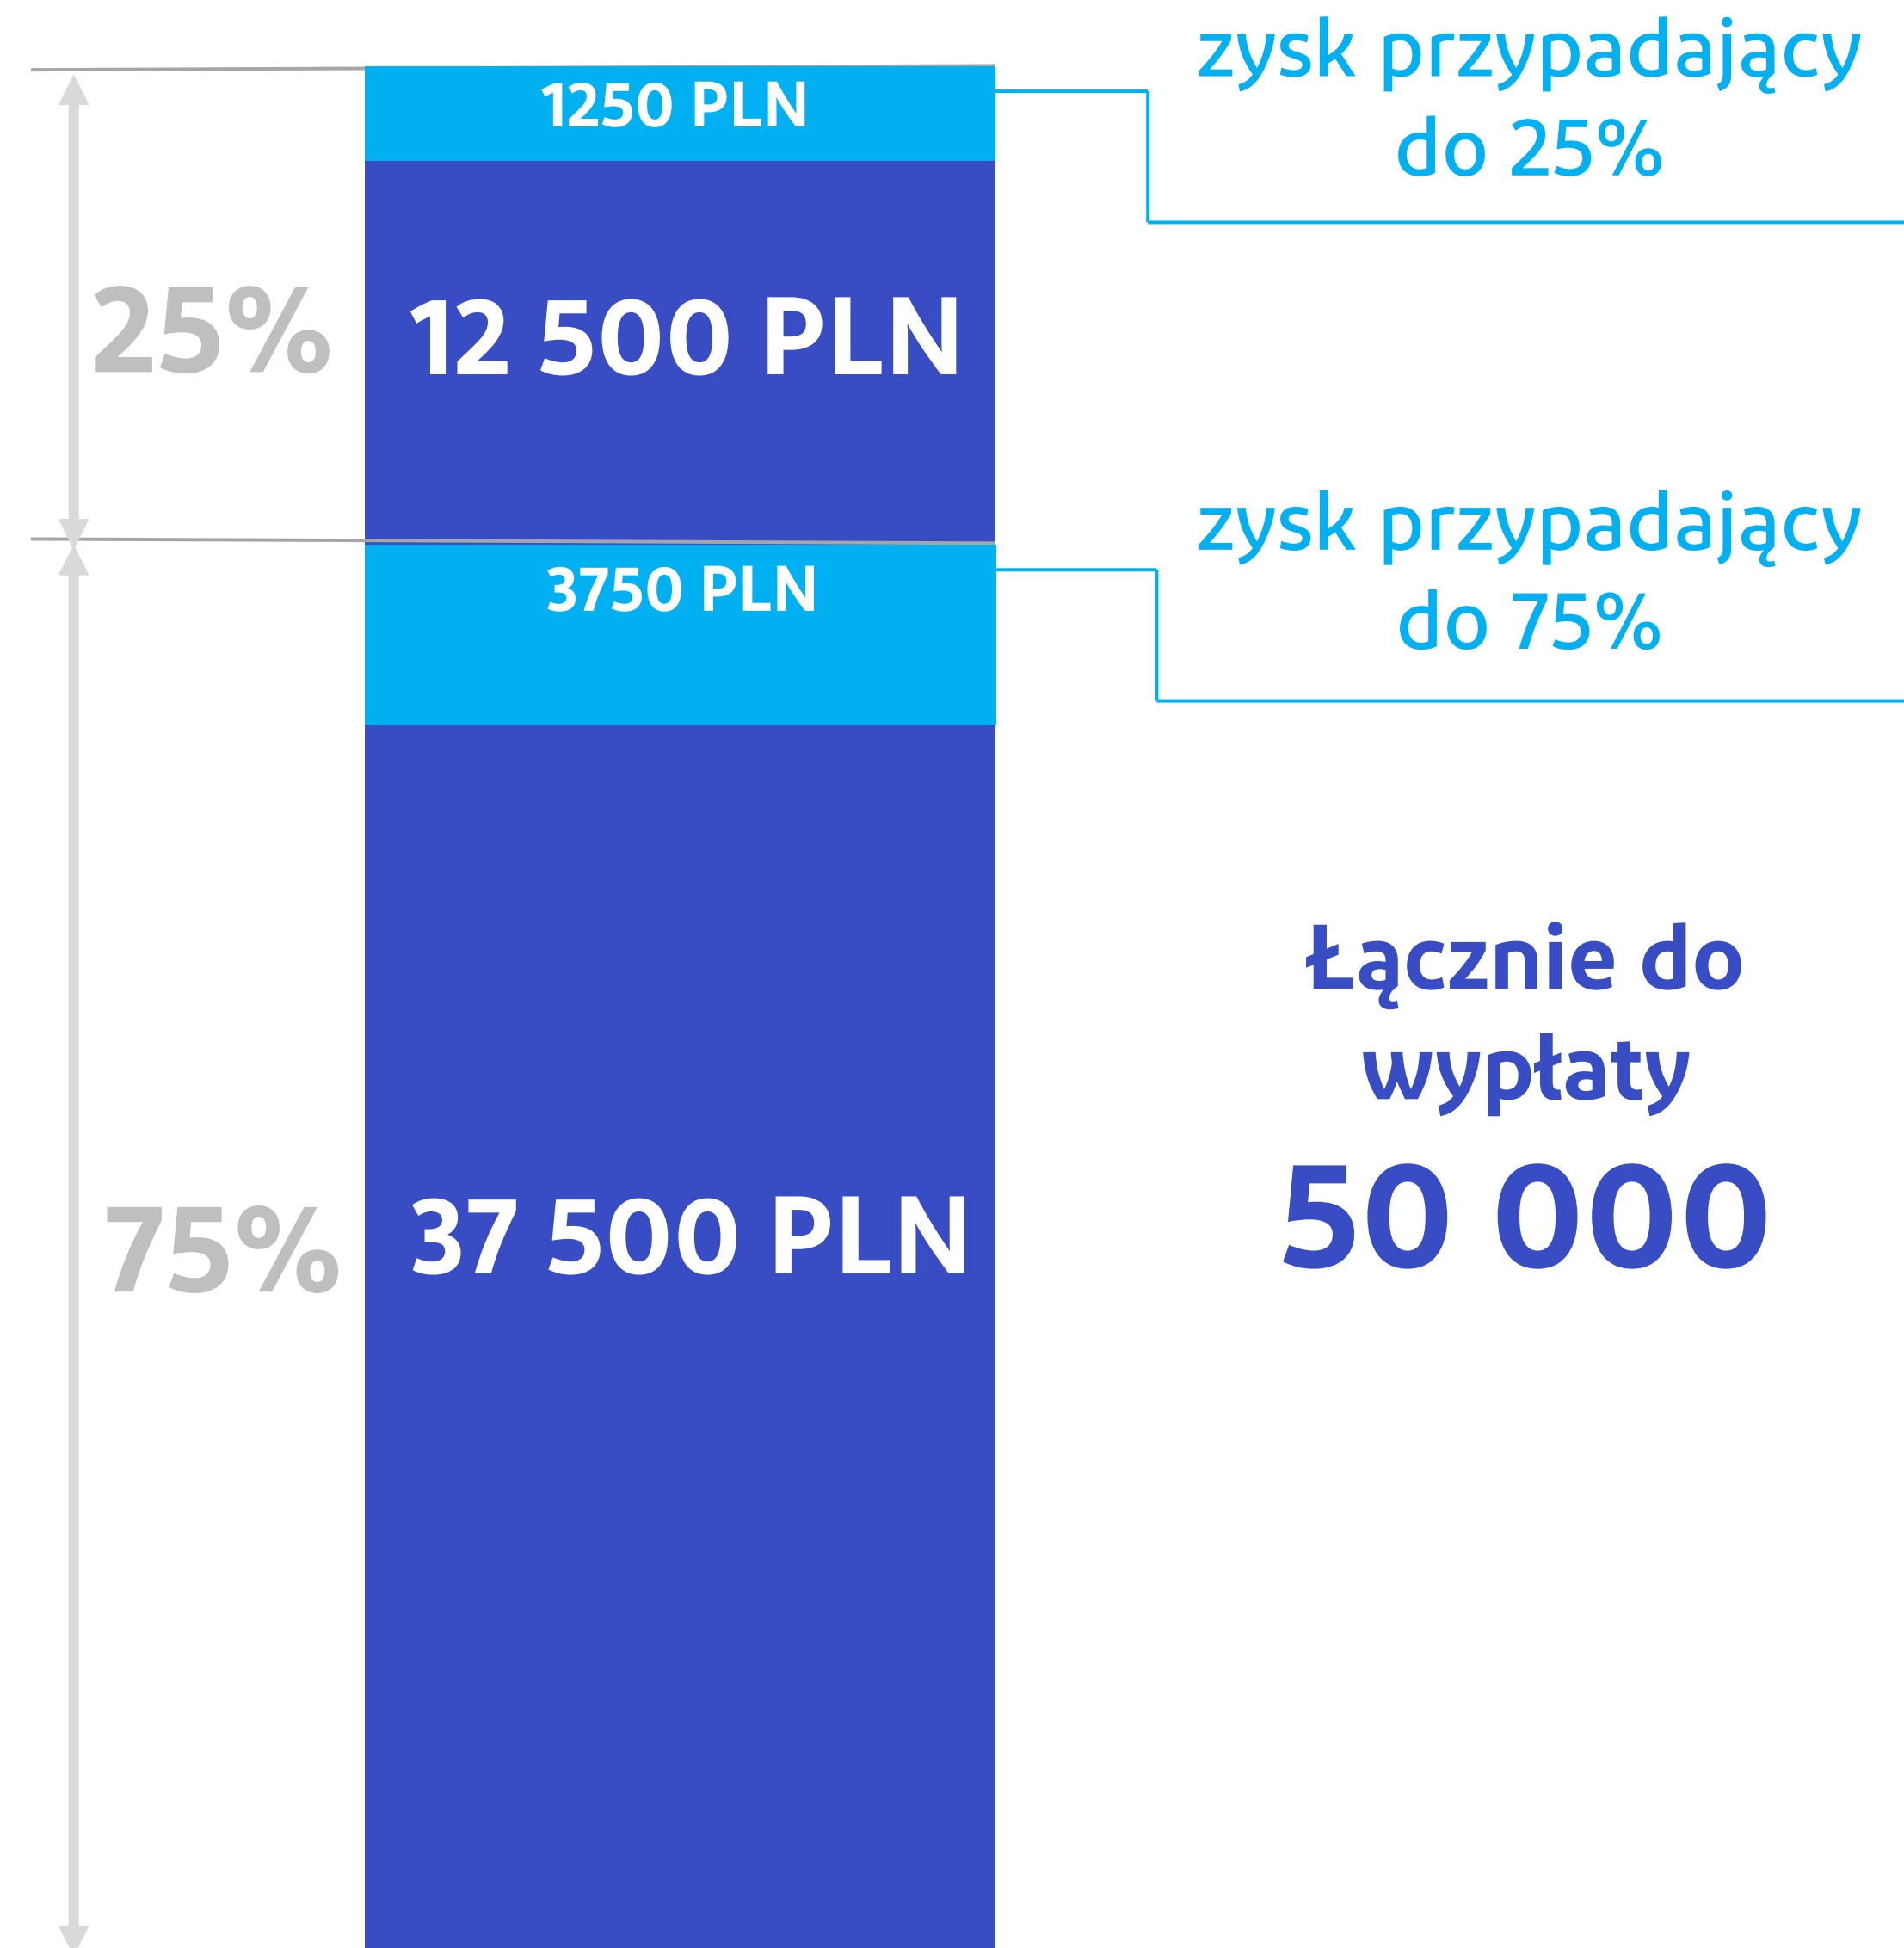 zysk przypadający
do 25%
1250 PLN
25%
12 500 PLN
zysk przypadający
do 75%
3750 PLN
Łącznie do
wypłaty
50 000
75%
37 500 PLN